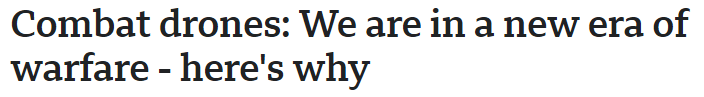 Combat drones: We are in a new era of
warfare - here's why